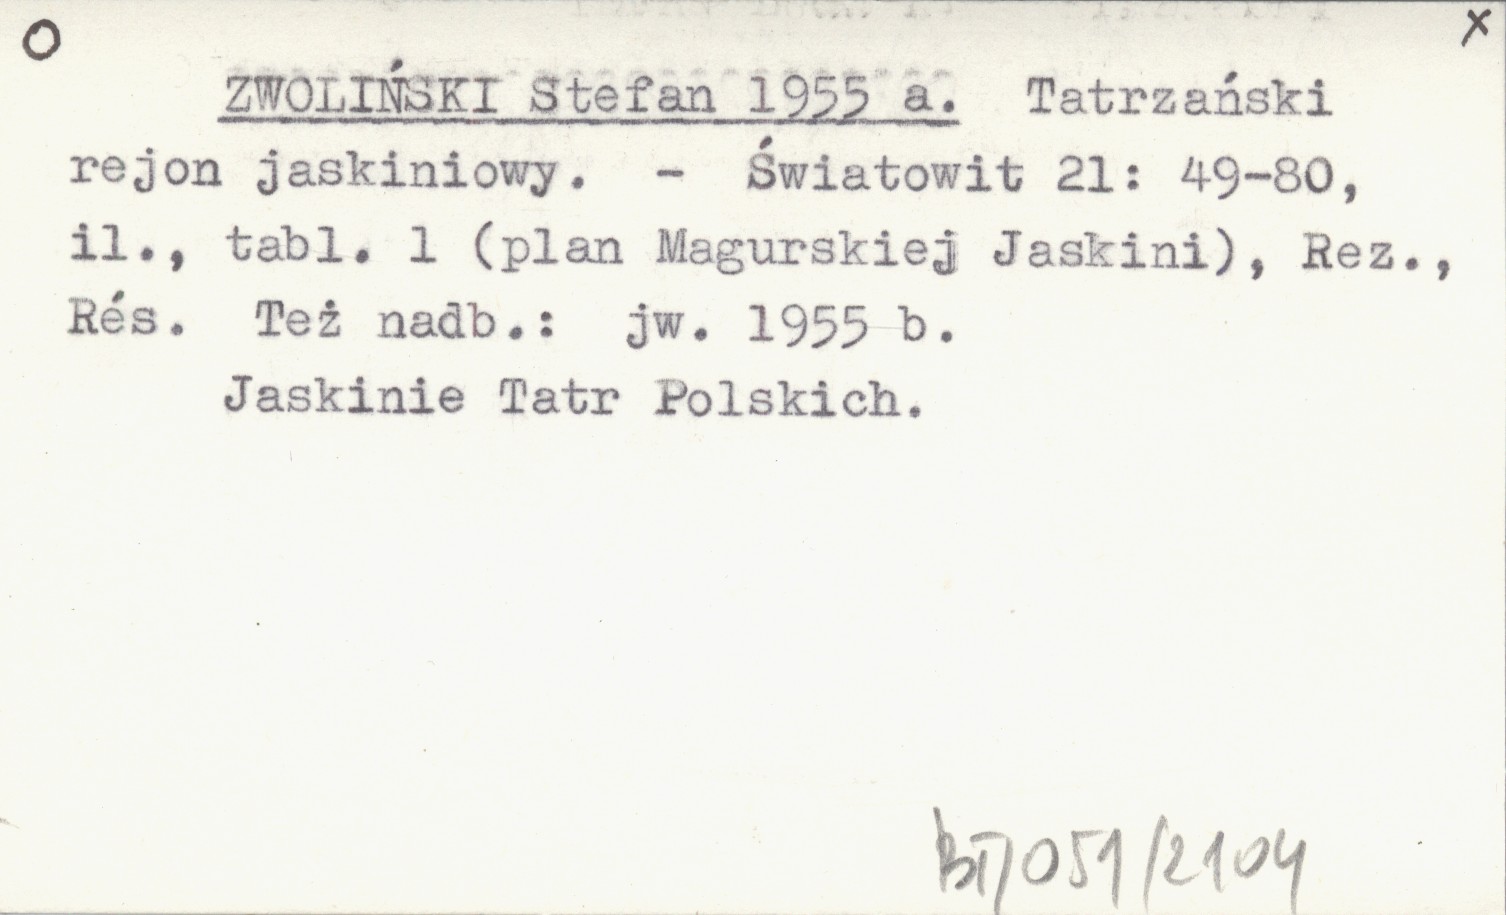 O X
ZWOLIŃSKI Stefan 1955 a. Tatrzański
rejon jaskiniowy. - Światowit 21: 49-80,
il., tabl. 1 (plan Magurskiej Jaskini), Rez.,
Rés. Też nadb.: jw. 1955 b.
Jaskinie Tatr Polskich.
051/2104